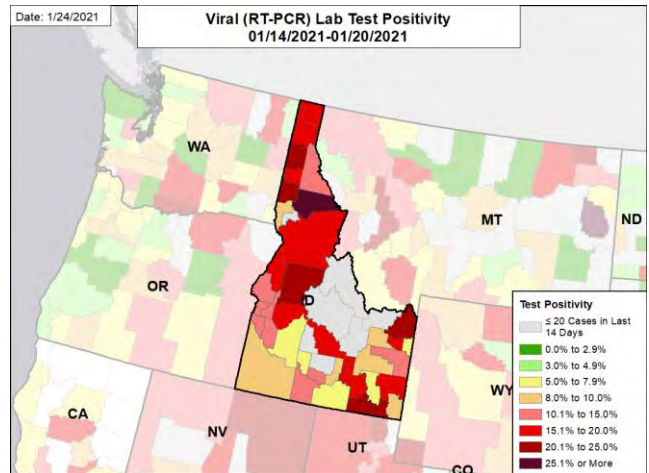 Date: 1/24/2021
Viral (RT-PCR) Lab Test Positivity
01/14/2021-01/20/2021
WA
MT
ND
OR
ID
WY
CA
NV
UT
CO
Test Positivity
≤ 20 Cases in Last
14 Days
0.0% to 2.9%
3.0% to 4.9%
5.0% to 7.9%
8.0% to 10.0%
10.1% to 15.0%
15.1% to 20.0%
20.1% to 25.0%
25.1% or More